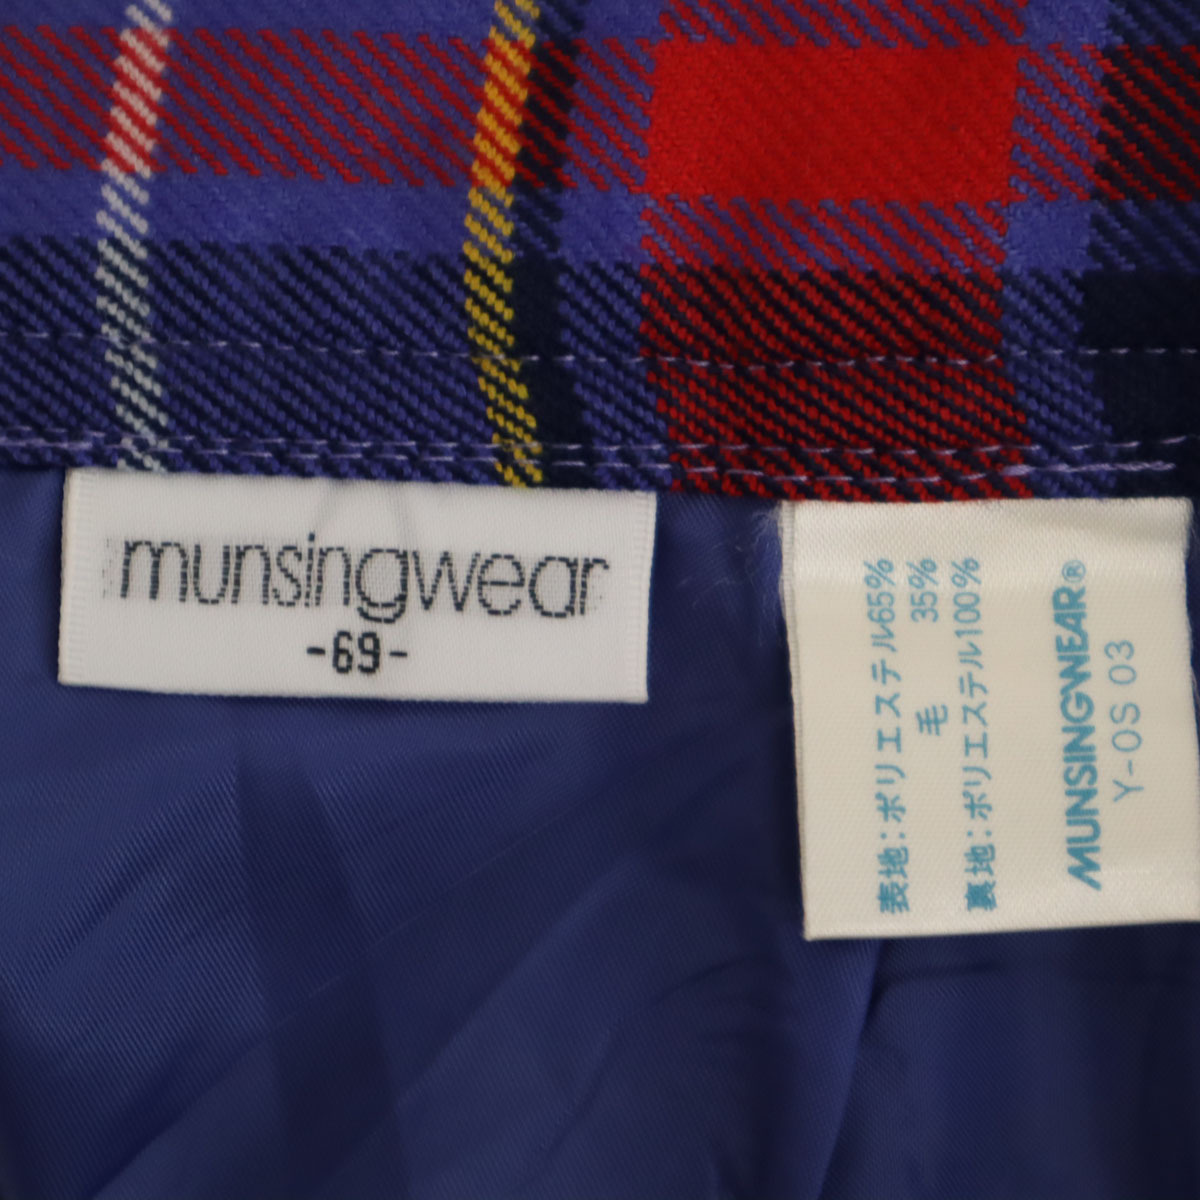 munsingwear
-69-
表地:ポリエステル65%
毛 35%
裏地:ポリエステル100%
MUNSINGWEAR®
Y-OS 03